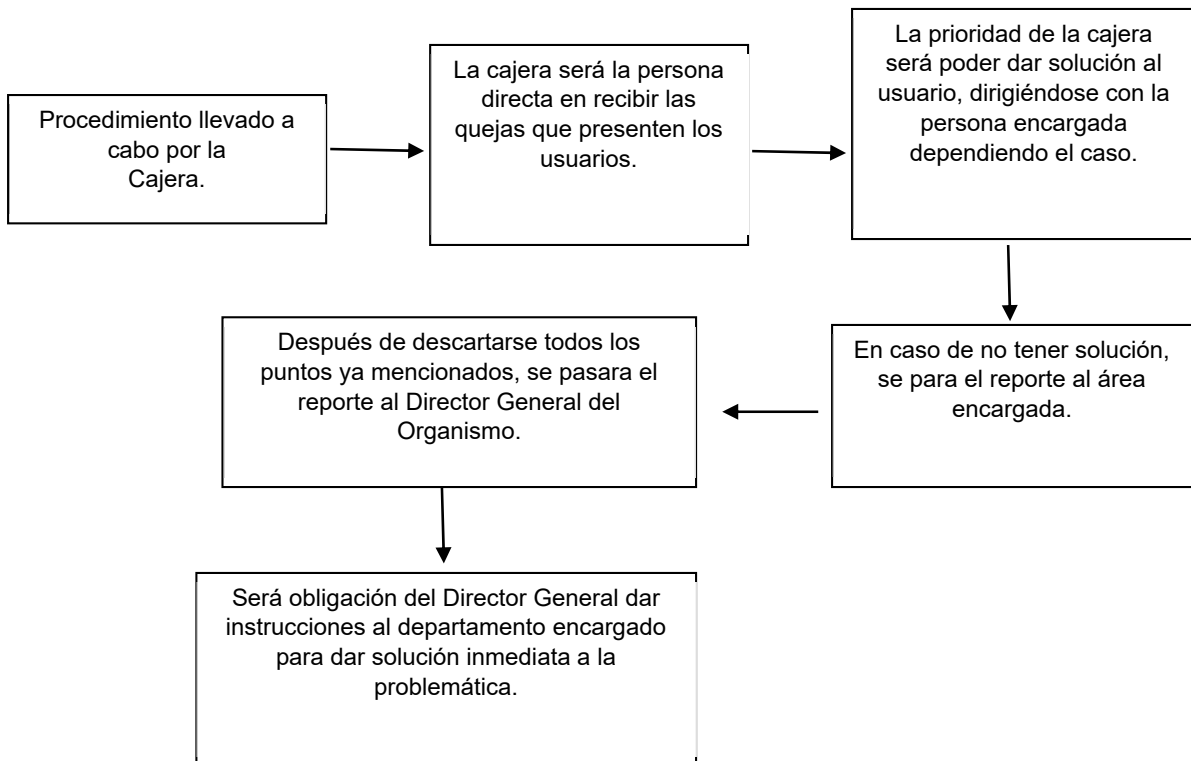 Procedimiento llevado a
cabo por la
Cajera.
La cajera será la persona
directa en recibir las
quejas que presenten los
usuarios.
La prioridad de la cajera
será poder dar solución al
usuario, dirigiéndose con la
persona encargada
dependiendo el caso.
En caso de no tener solución,
se para el reporte al área
encargada.
Después de descartarse todos los
puntos ya mencionados, se pasara el
reporte al Director General del
Organismo.
Será obligación del Director General dar
instrucciones al departamento encargado
para dar solución inmediata a la
problemática.